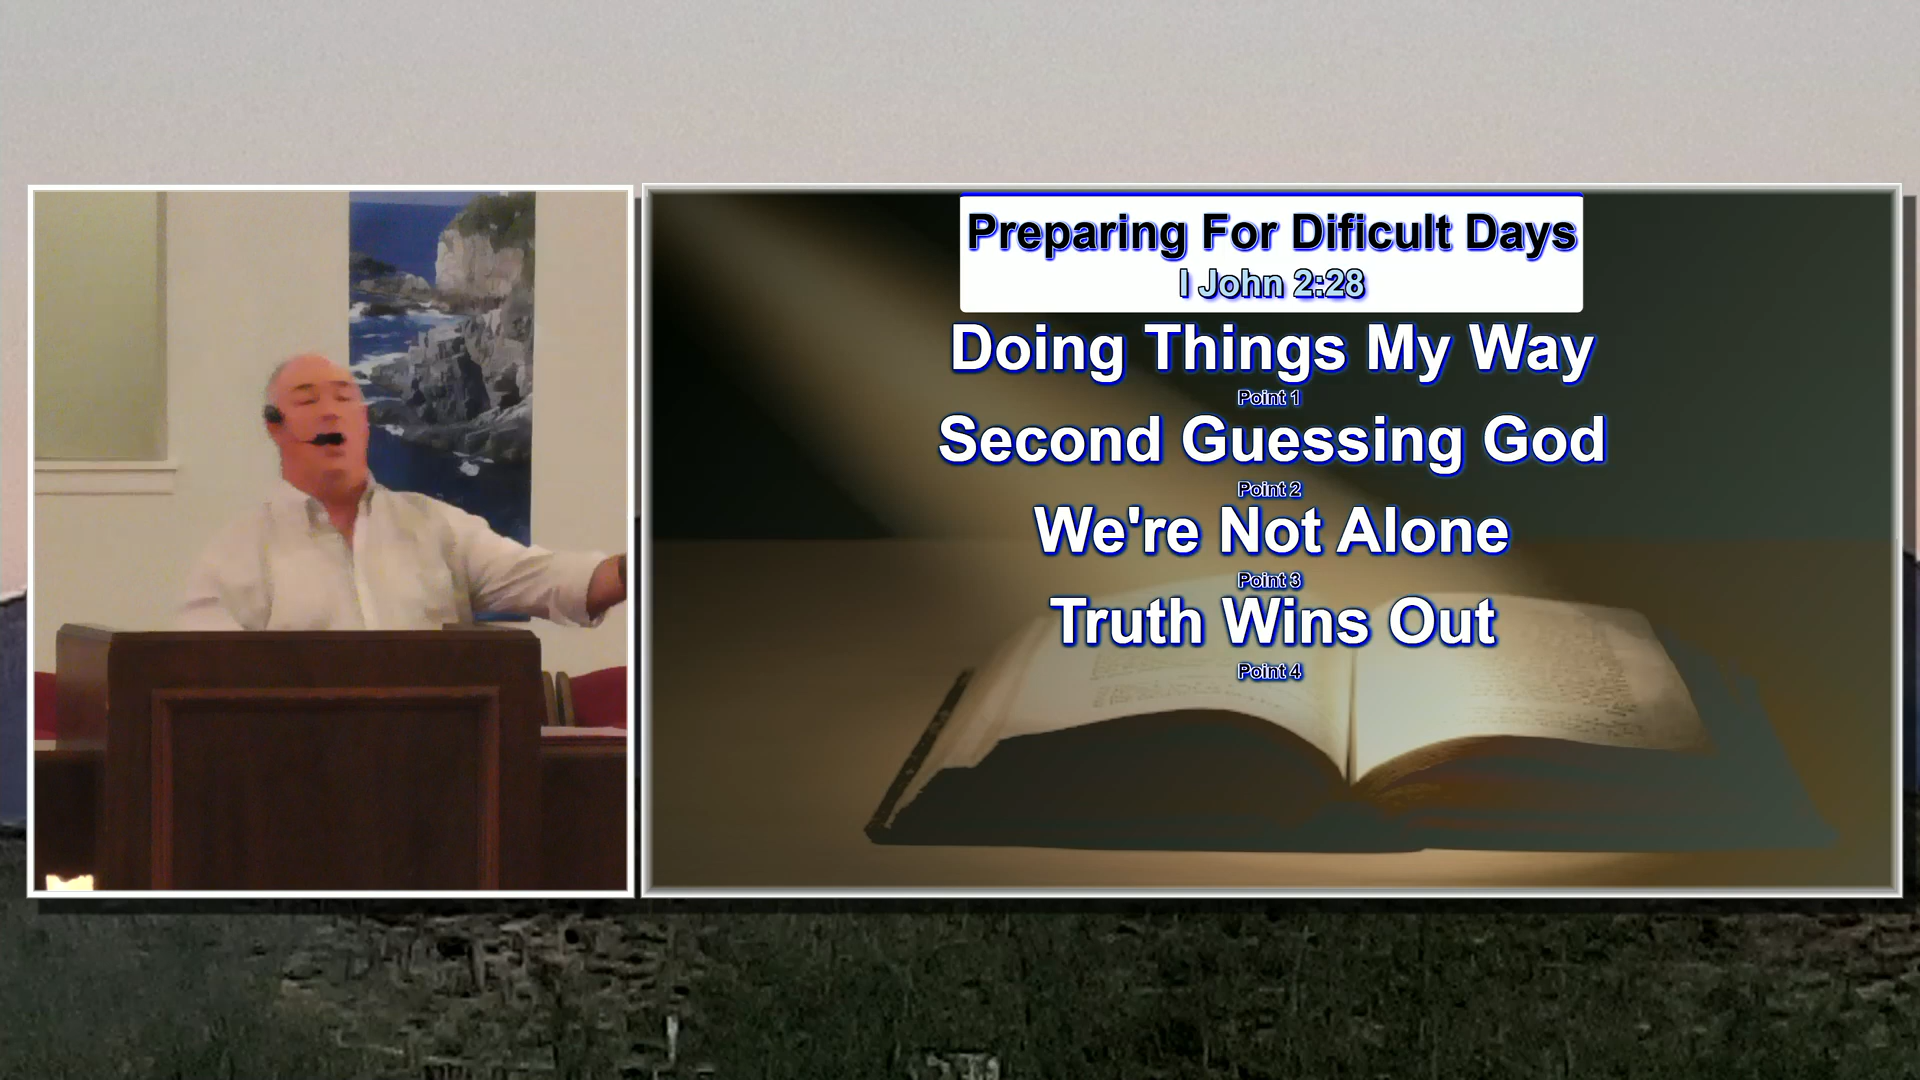 Preparing For Dificult Days
I John 2:28
Doing Things My Way
Point 1
Second Guessing God
Point 2
We're Not Alone
Point 3
Truth Wins Out
Point 4